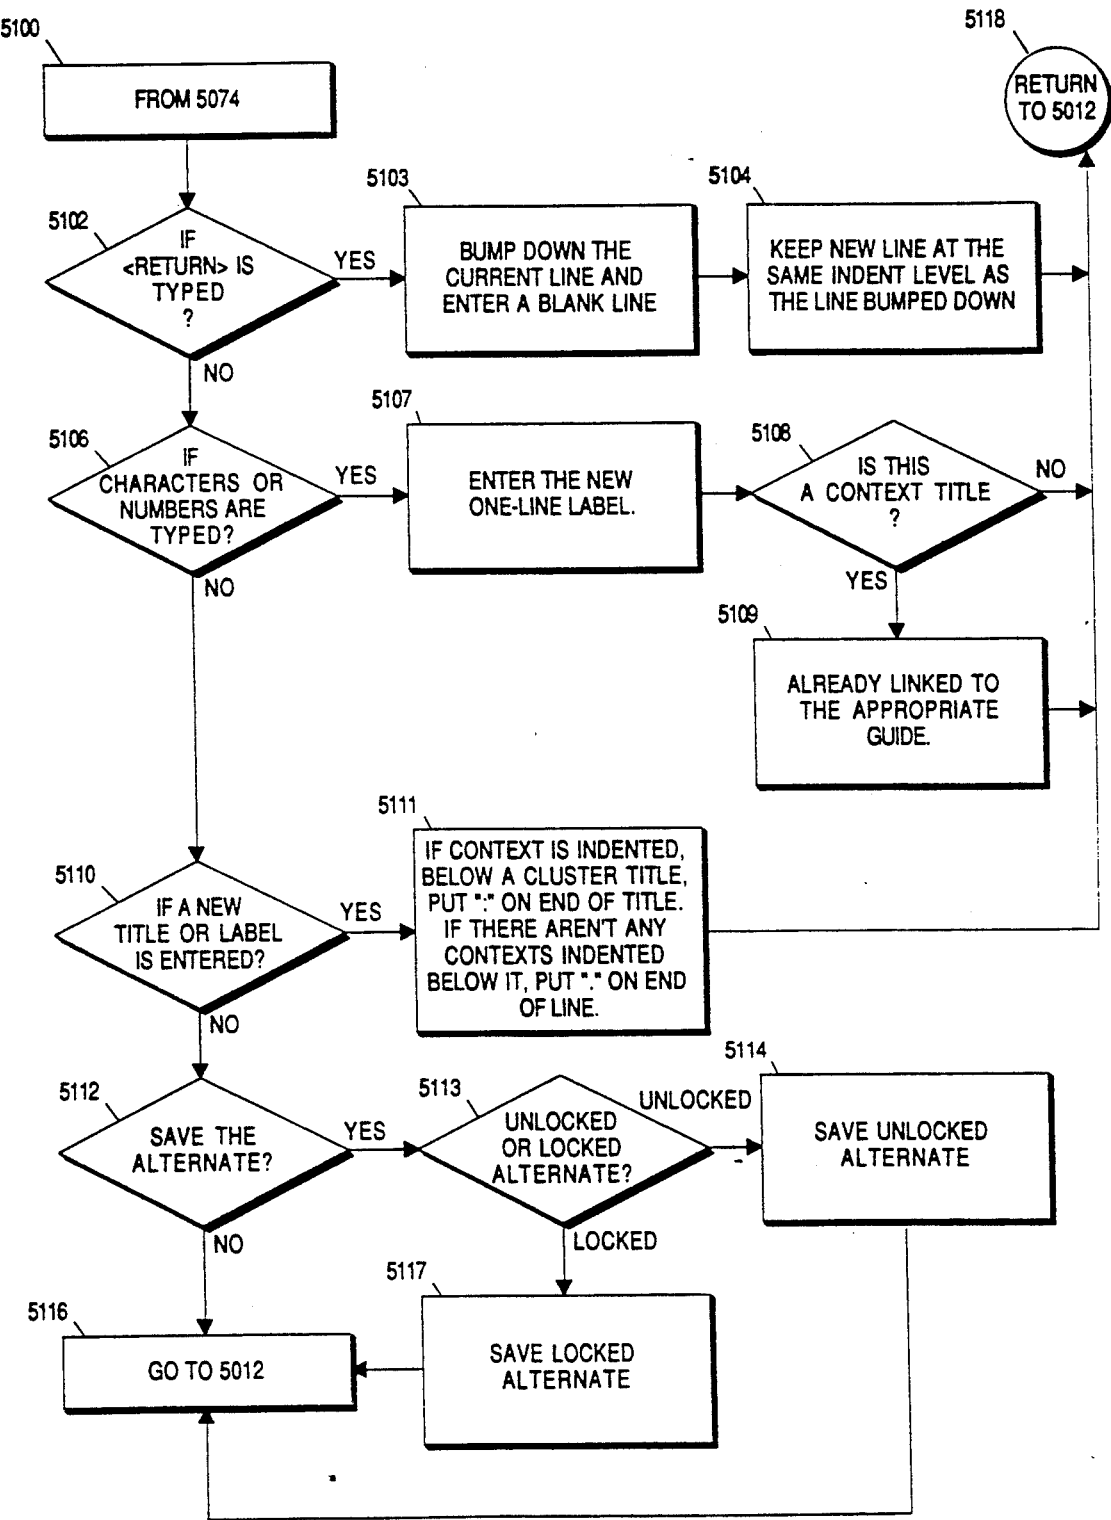 5100
FROM 5074
5118
RETURN
TO 5012
5102
IF
<RETURN> IS
TYPED
?
YES
NO
5103
BUMP DOWN THE
CURRENT LINE AND
ENTER A BLANK LINE
5104
KEEP NEW LINE AT THE
SAME INDENT LEVEL AS
THE LINE BUMPED DOWN
5106
IF
CHARACTERS OR
NUMBERS ARE
TYPED?
YES
NO
5107
ENTER THE NEW
ONE-LINE LABEL.
5108
IS THIS
A CONTEXT TITLE
?
NO
YES
5109
ALREADY LINKED TO
THE APPROPRIATE
GUIDE.
5110
IF A NEW
TITLE OR LABEL
IS ENTERED?
YES
NO
5111
IF CONTEXT IS INDENTED,
BELOW A CLUSTER TITLE,
PUT ":" ON END OF TITLE.
IF THERE AREN'T ANY
CONTEXTS INDENTED
BELOW IT, PUT "." ON END
OF LINE.
5112
SAVE THE
ALTERNATE?
YES
NO
5113
UNLOCKED
OR LOCKED
ALTERNATE?
UNLOCKED
LOCKED
5114
SAVE UNLOCKED
ALTERNATE
5116
GO TO 5012
5117
SAVE LOCKED
ALTERNATE